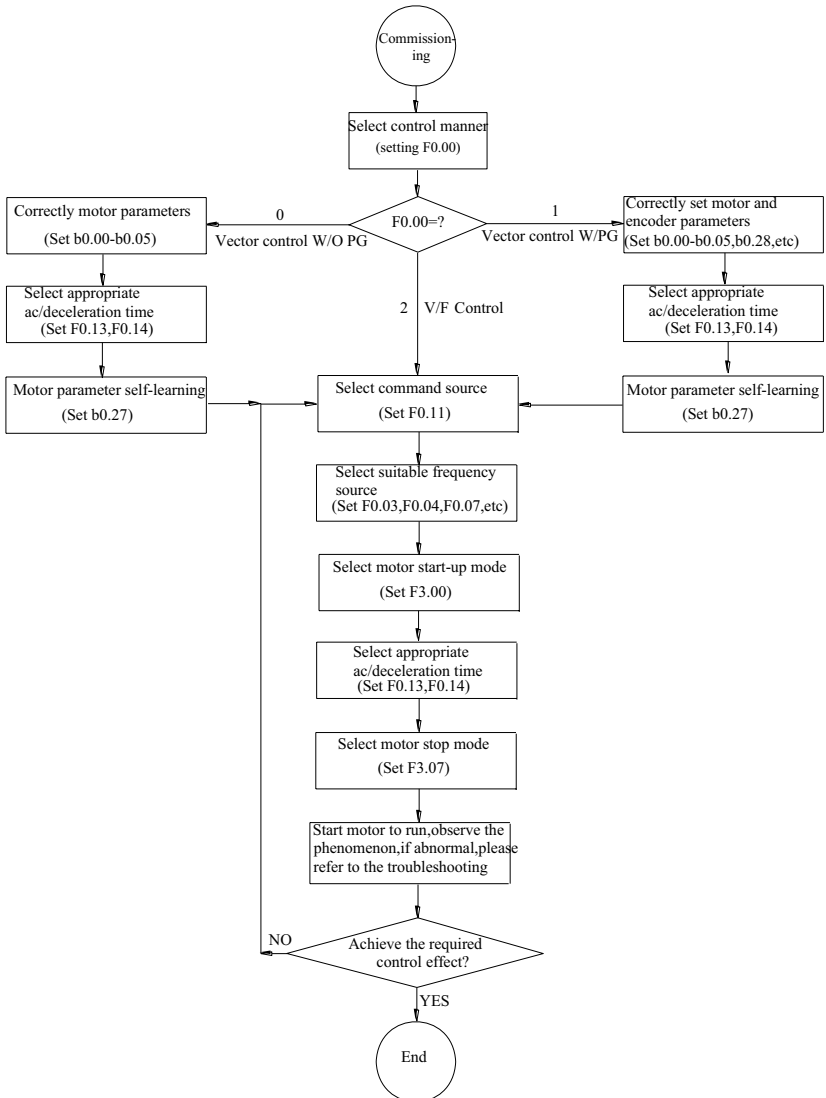 Commission-
ing
Select control manner
(setting F0.00)
F0.00=?
0
Vector control W/O PG
1
Vector control W/PG
2 V/F Control
Correctly motor parameters
(Set b0.00-b0.05)
Select appropriate
ac/deceleration time
(Set F0.13,F0.14)
Motor parameter self-learning
(Set b0.27)
Correctly set motor and
encoder parameters
(Set b0.00-b0.05,b0.28,etc)
Select appropriate
ac/deceleration time
(Set F0.13,F0.14)
Motor parameter self-learning
(Set b0.27)
Select command source
(Set F0.11)
Select suitable frequency
source
(Set F0.03,F0.04,F0.07,etc)
Select motor start-up mode
(Set F3.00)
Select appropriate
ac/deceleration time
(Set F0.13,F0.14)
Select motor stop mode
(Set F3.07)
Start motor to run,observe the
phenomenon,if abnormal,please
refer to the troubleshooting
NO
Achieve the required
control effect?
YES
End